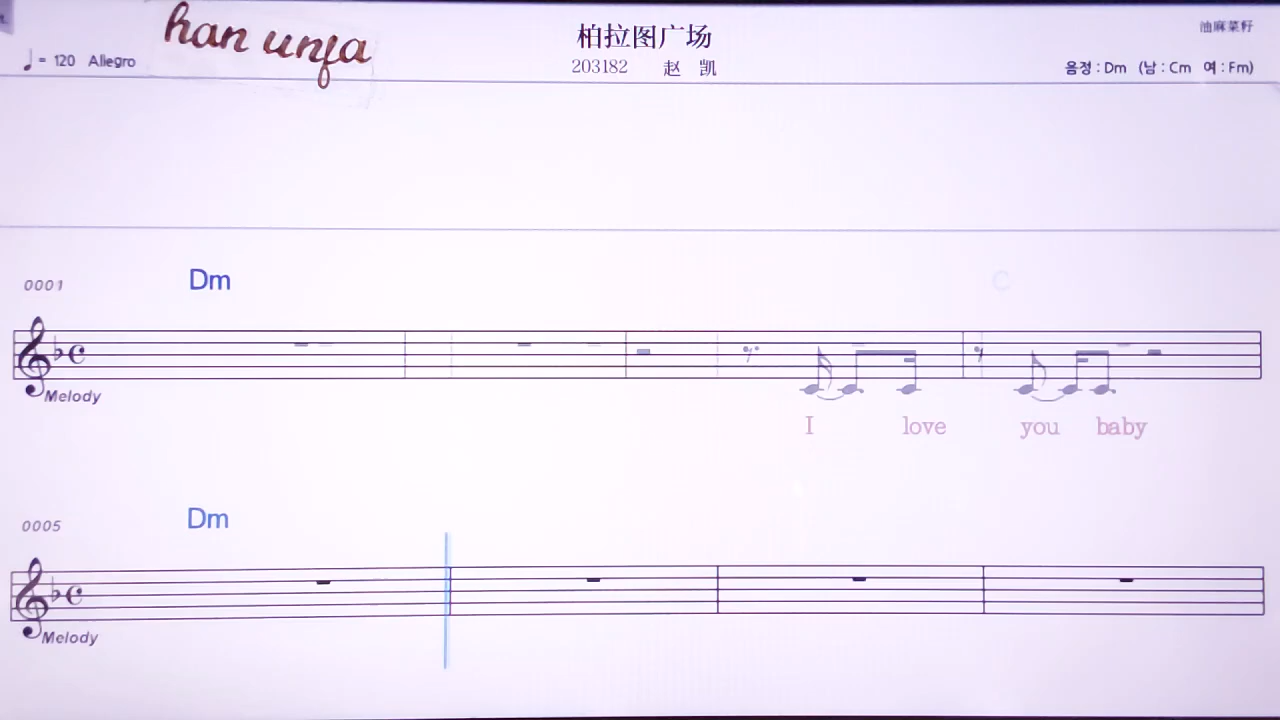 han unfa
柏拉图广场
油麻菜籽
♩= 120 Allegro
203182 赵 凯
음정 : Dm (남 : Cm 여 : Fm)
0001 Dm C
Melody
I love you baby
0005 Dm
Melody